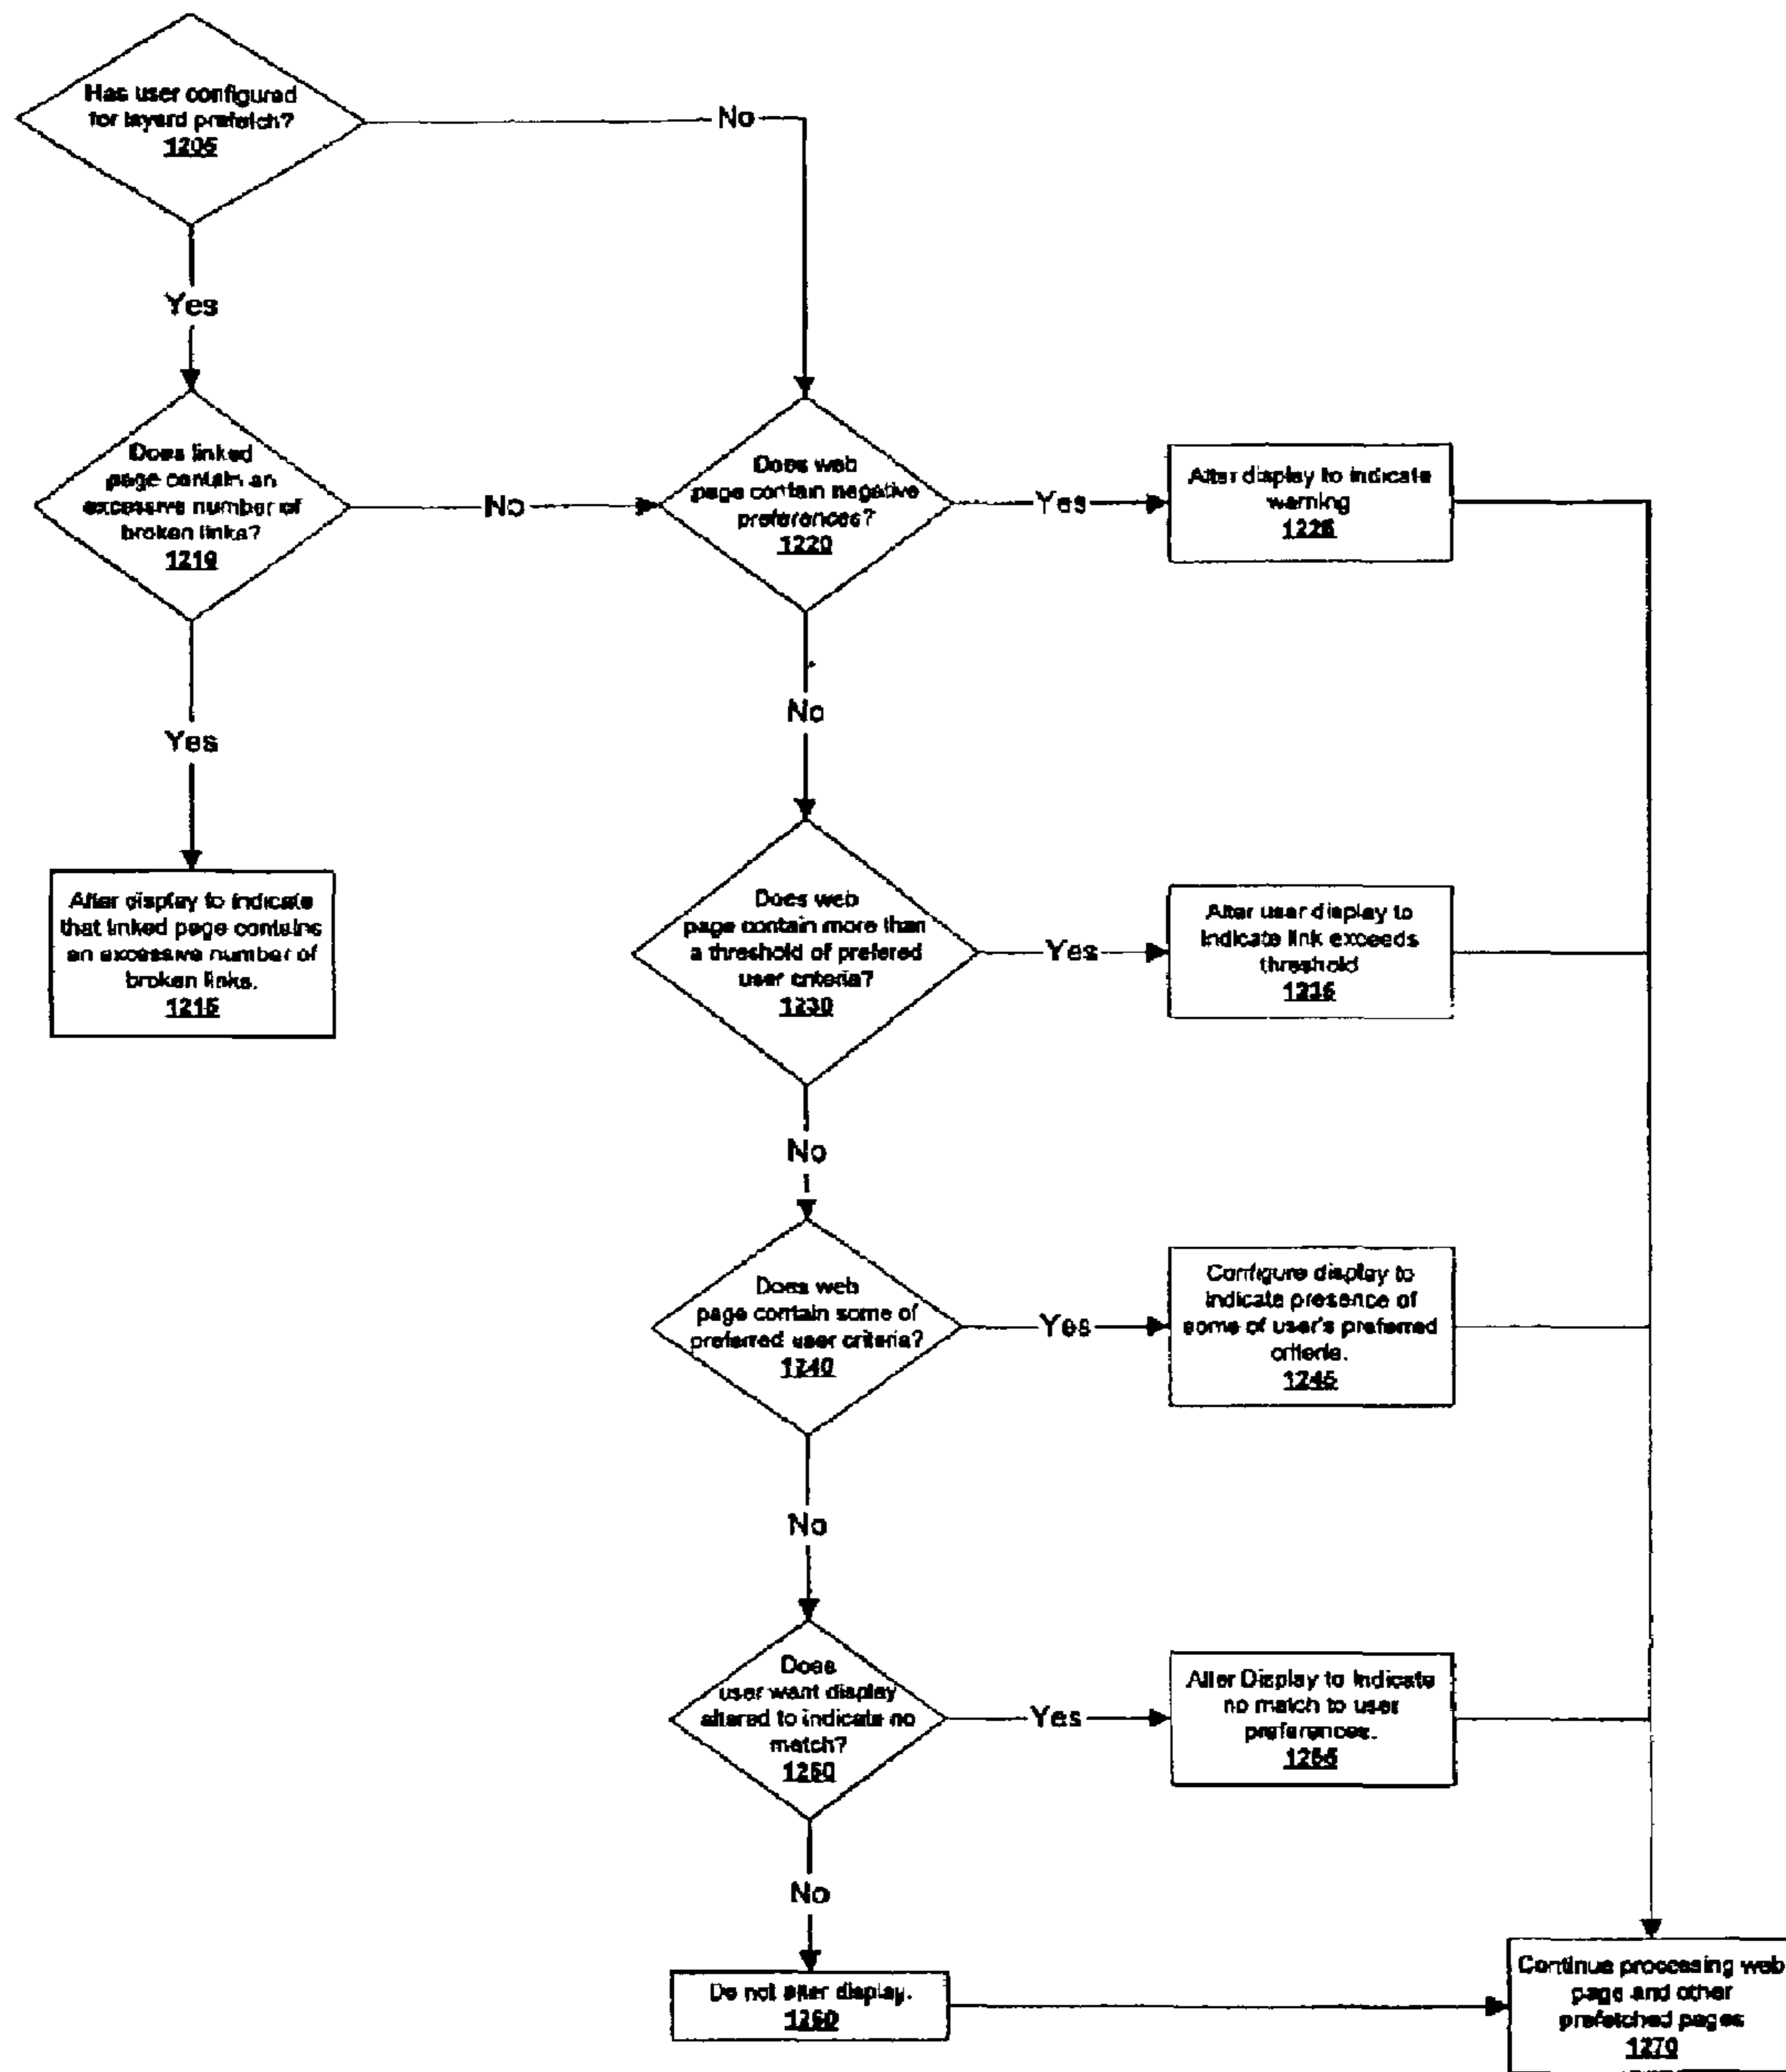 Has user configured
for layerd prefetch?
1205
No
Yes
Does linked
page contain an
excessive number of
broken links?
1210
No
Does web
page contain negative
preferences?
1220
Yes
Alter display to indicate
warning
1225
Yes
No
Alter display to indicate
that linked page contains
an excessive number of
broken links.
1215
Does web
page contain more than
a threshold of prefered
user criteria?
1230
Yes
Alter user display to
indicate link exceeds
threshold
1235
No
Does web
page contain some of
preferred user criteria?
1240
Yes
Configure display to
indicate presence of
some of user's preferred
criteria.
1245
No
Does
user want display
altered to indicate no
match?
1250
Yes
Alter Display to Indicate
no match to user
preferences.
1255
No
Do not alter display.
1260
Continue processing web
page and other
prefetched pages
1270